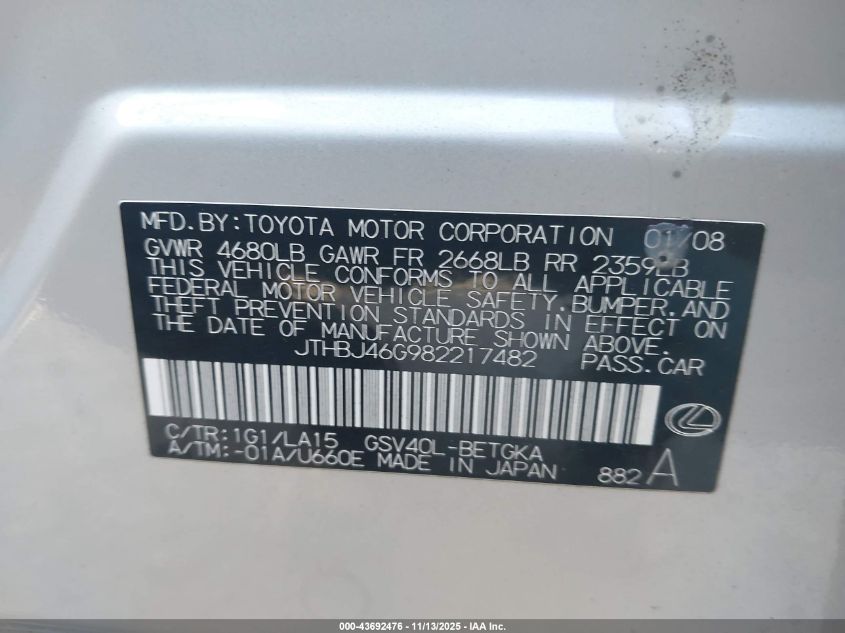 MFD.BY:TOYOTA MOTOR CORPORATION 01/08
GVWR 4680LB GAWR FR 2668LB RR 2359LB
THIS VEHICLE CONFORMS TO ALL APPLICABLE
FEDERAL MOTOR VEHICLE SAFETY.BUMPER.AND
THEFT PREVENTION STANDARDS IN EFFECT ON
THE DATE OF MANUFACTURE SHOWN ABOVE.
JTHBJ46G982217482 PASS.CAR
C/TR:1G1/LA15 GSV40L-BETGKA
A/TM:-01A/U660E MADE IN JAPAN 882A
000-43692476 - 11/13/2025 - IAA Inc.